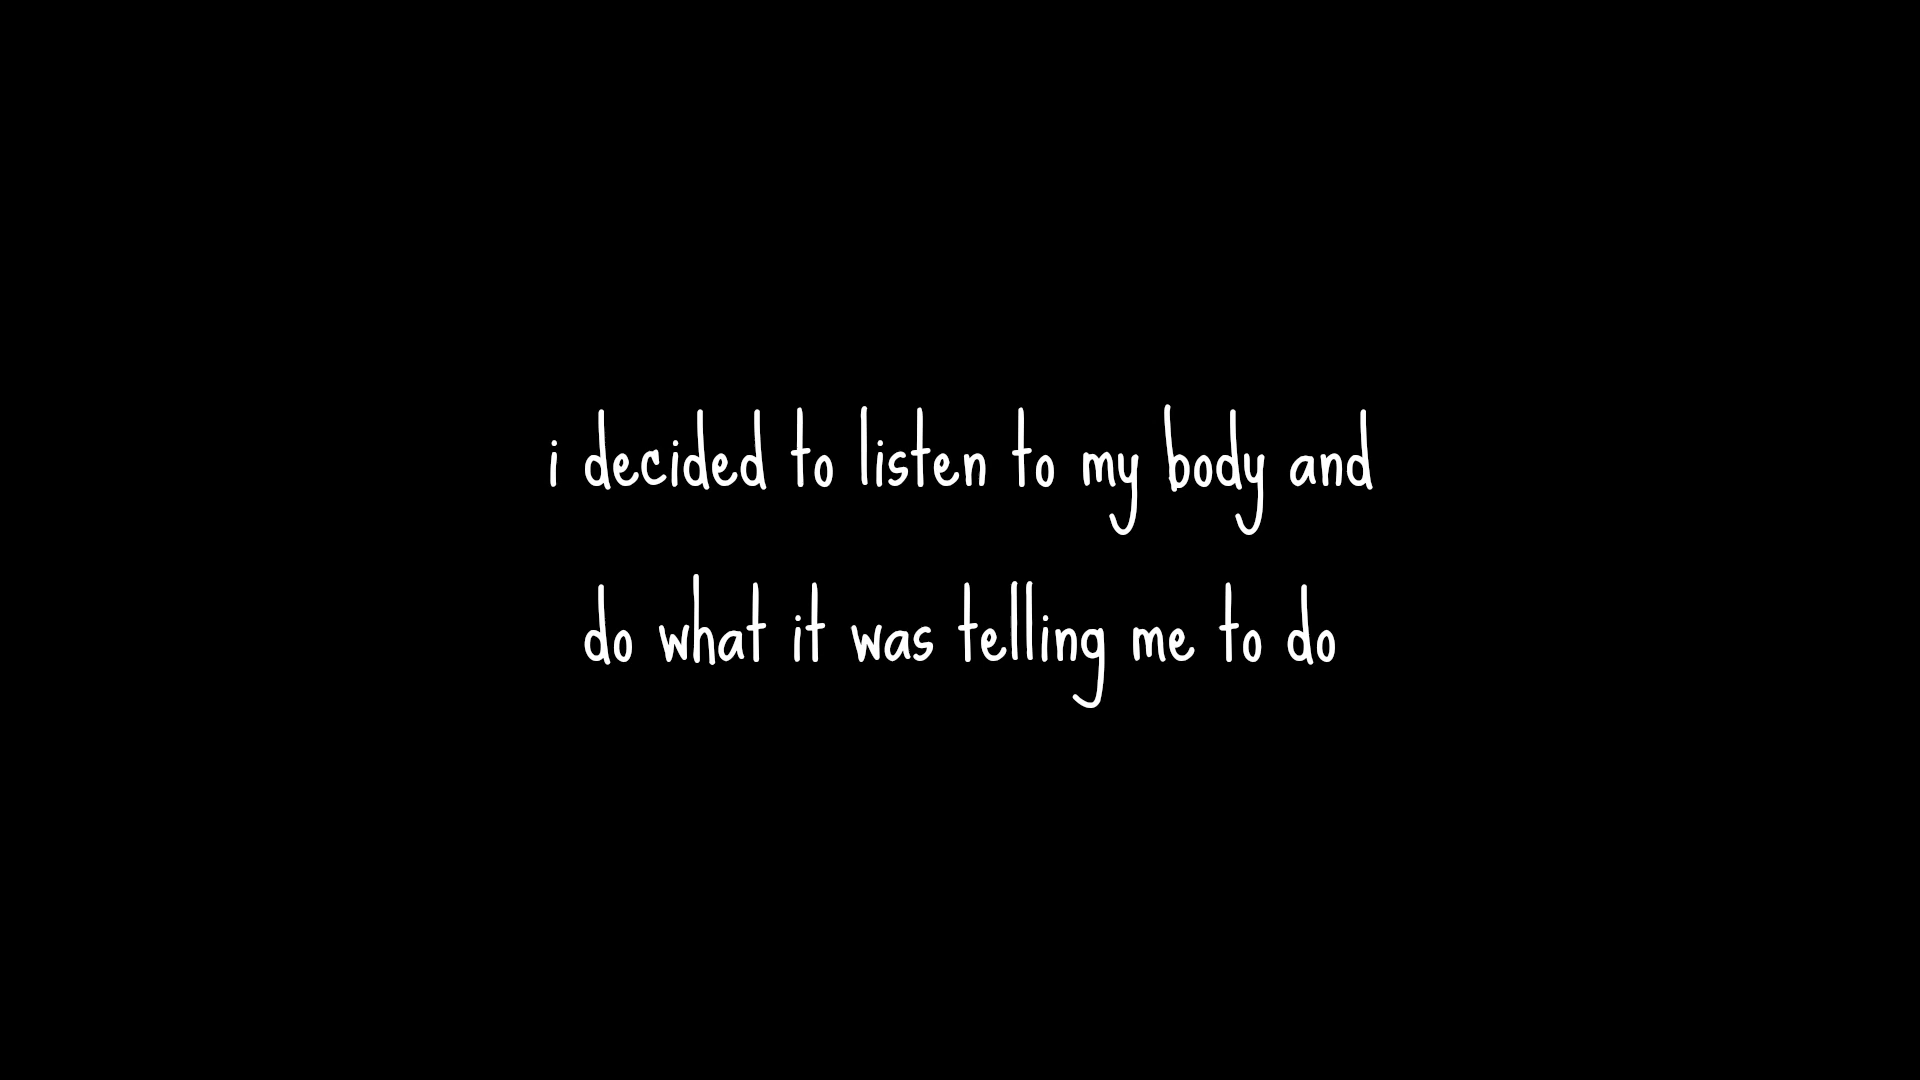 i decided to listen to my body and
do what it was telling me to do